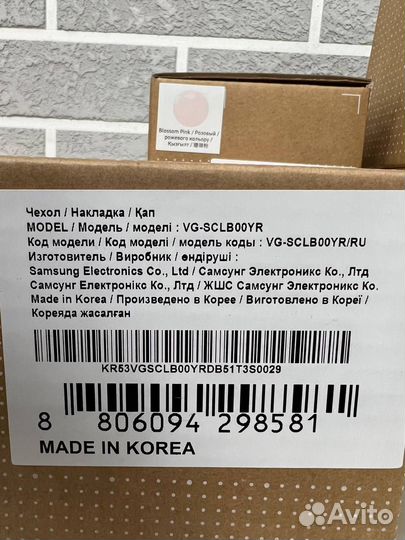 Blossom Pink / Розовый /
рожевого кольору /
Қызғылт /
Чехол / Накладка / Қап
MODEL / Модель / моделі : VG-SCLB00YR
Код модели / Код моделі / модель коды : VG-SCLB00YR/RU
Изготовитель / Виробник / өндіруші :
Samsung Electronics Co., Ltd / Самсунг Электроникс Ко., Лтд
Самсунг Електронікс Ко., Лтд / ЖШС Самсунг Электроникс Ко.
Made in Korea / Произведено в Корее / Виготовлено в Кореї /
Кореяда жасалған
KR53VGSCLB00YRDB51T3S0029
8 806094 298581
MADE IN KOREA
Avito